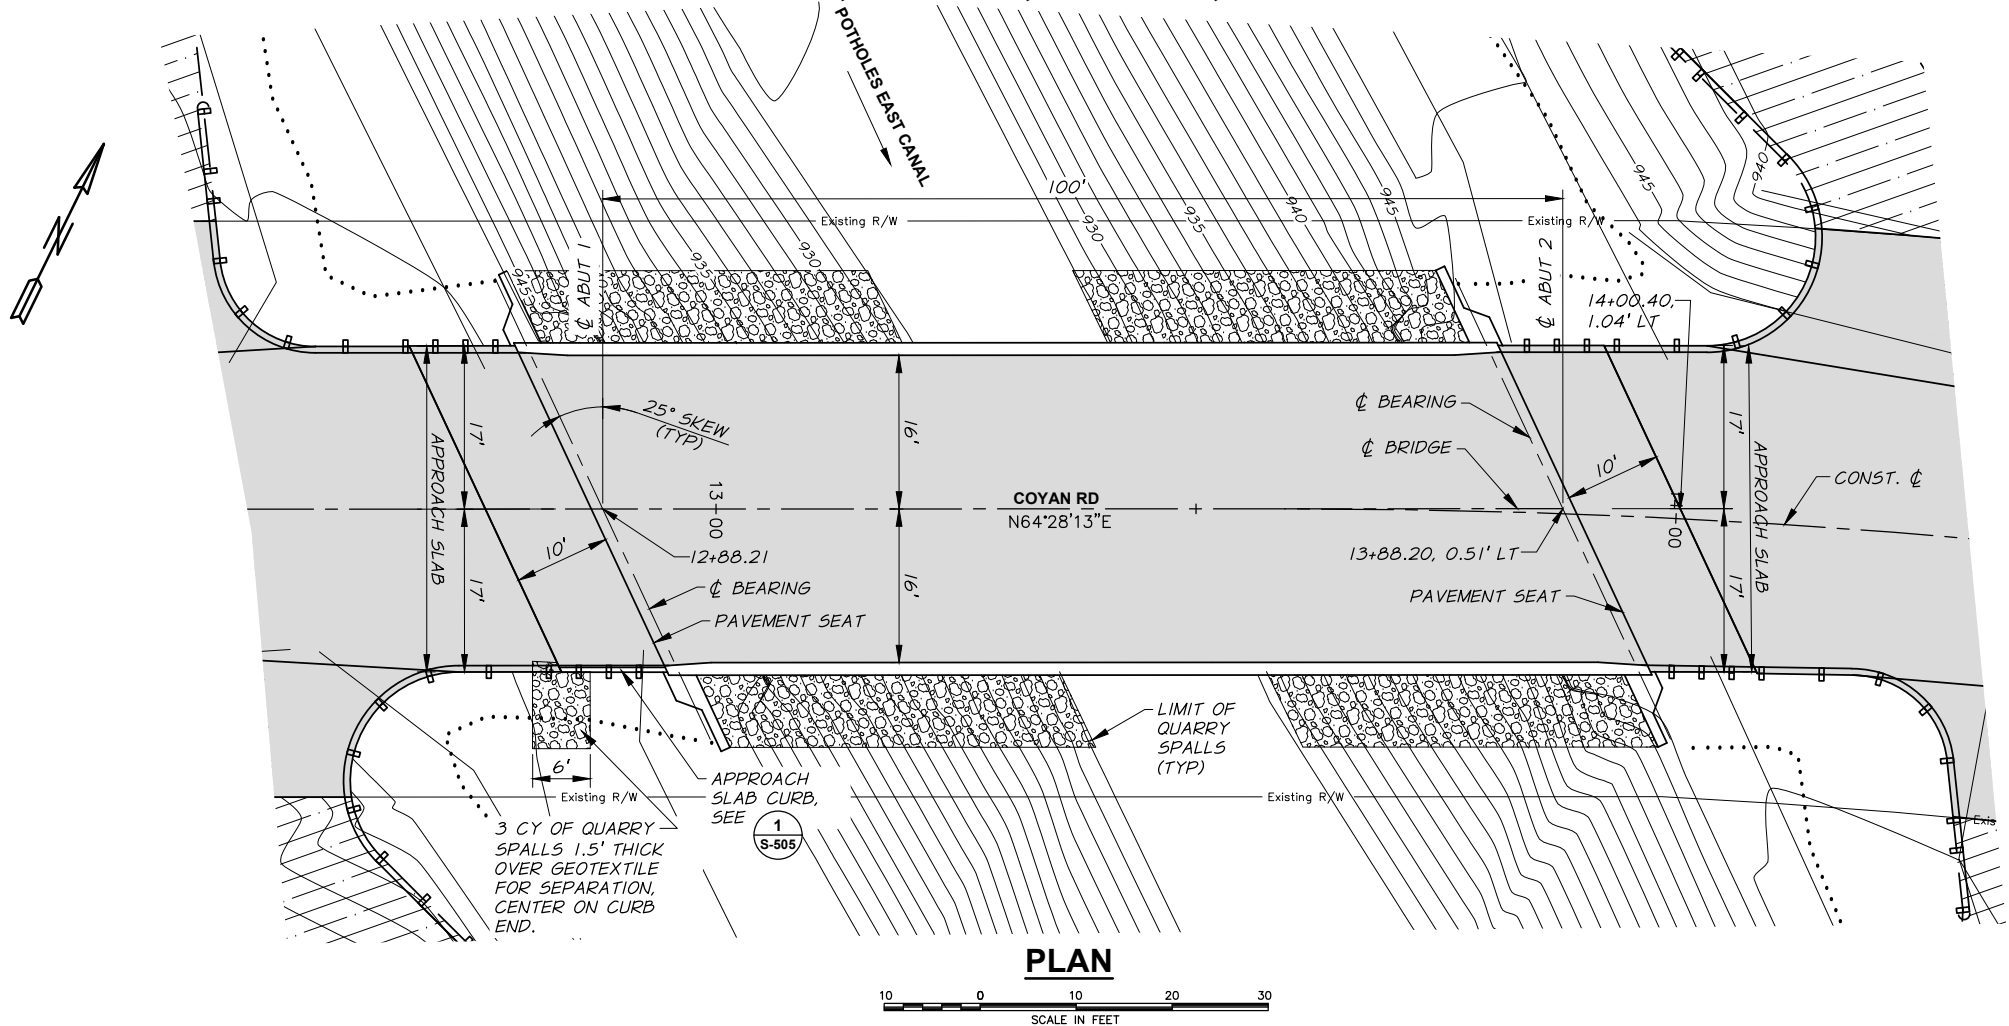 POTHOLES EAST CANAL
N
100'
Existing R/W
Existing R/W
945
940
945
940
935
930
930
935
945
℄ ABUT 1
℄ ABUT 2
14+00.40,
1.04' LT
25° SKEW
(TYP)
17'
17'
APPROACH SLAB
16'
16'
℄ BEARING
℄ BRIDGE
10'
17'
17'
APPROACH SLAB
CONST. ℄
13+00
COYAN RD
N64°28'13"E
14+00
10'
12+88.21
13+88.20, 0.51' LT
℄ BEARING
PAVEMENT SEAT
PAVEMENT SEAT
LIMIT OF
QUARRY
SPALLS
(TYP)
6'
APPROACH
SLAB CURB,
SEE
1
S-505
Existing R/W
Existing R/W
Exis
3 CY OF QUARRY
SPALLS 1.5' THICK
OVER GEOTEXTILE
FOR SEPARATION,
CENTER ON CURB
END.
PLAN
10 0 10 20 30
SCALE IN FEET